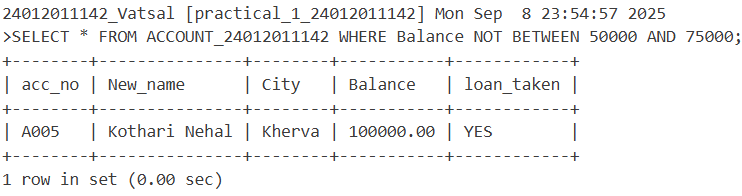 24012011142_Vatsal [practical_1_24012011142] Mon Sep  8 23:54:57 2025
>SELECT * FROM ACCOUNT_24012011142 WHERE Balance NOT BETWEEN 50000 AND 75000;
+--------+---------------+--------+-----------+------------+
| acc_no | New_name      | City   | Balance   | loan_taken |
+--------+---------------+--------+-----------+------------+
| A005   | Kothari Nehal | Kherva | 100000.00 | YES        |
+--------+---------------+--------+-----------+------------+
1 row in set (0.00 sec)